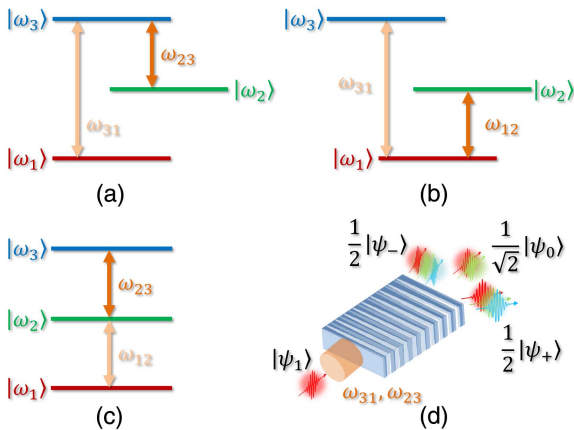 |ω₃⟩
ω₂₃
|ω₂⟩
ω₃₁
|ω₁⟩
(a)
|ω₃⟩
ω₃₁
|ω₂⟩
ω₁₂
|ω₁⟩
(b)
|ω₃⟩
ω₂₃
|ω₂⟩
ω₁₂
|ω₁⟩
(c)
1/2 |ψ₋⟩
1/√2 |ψ₀⟩
1/2 |ψ₊⟩
|ψ₁⟩
ω₃₁, ω₂₃
(d)